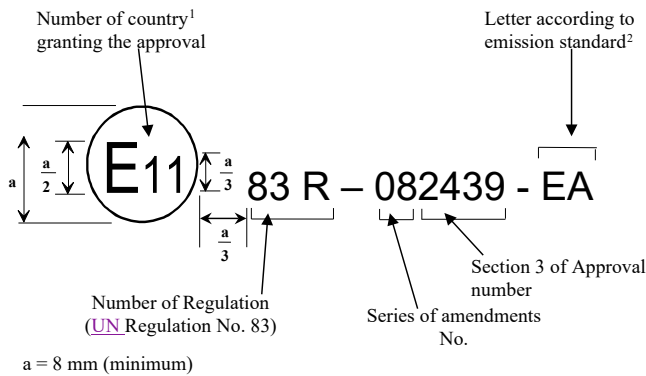 Number of country1
granting the approval
Letter according to
emission standard2
a
a
2
E11
a
3
a
3
83 R – 082439 - EA
Section 3 of Approval
number
Number of Regulation
(UN Regulation No. 83)
Series of amendments
No.
a = 8 mm (minimum)